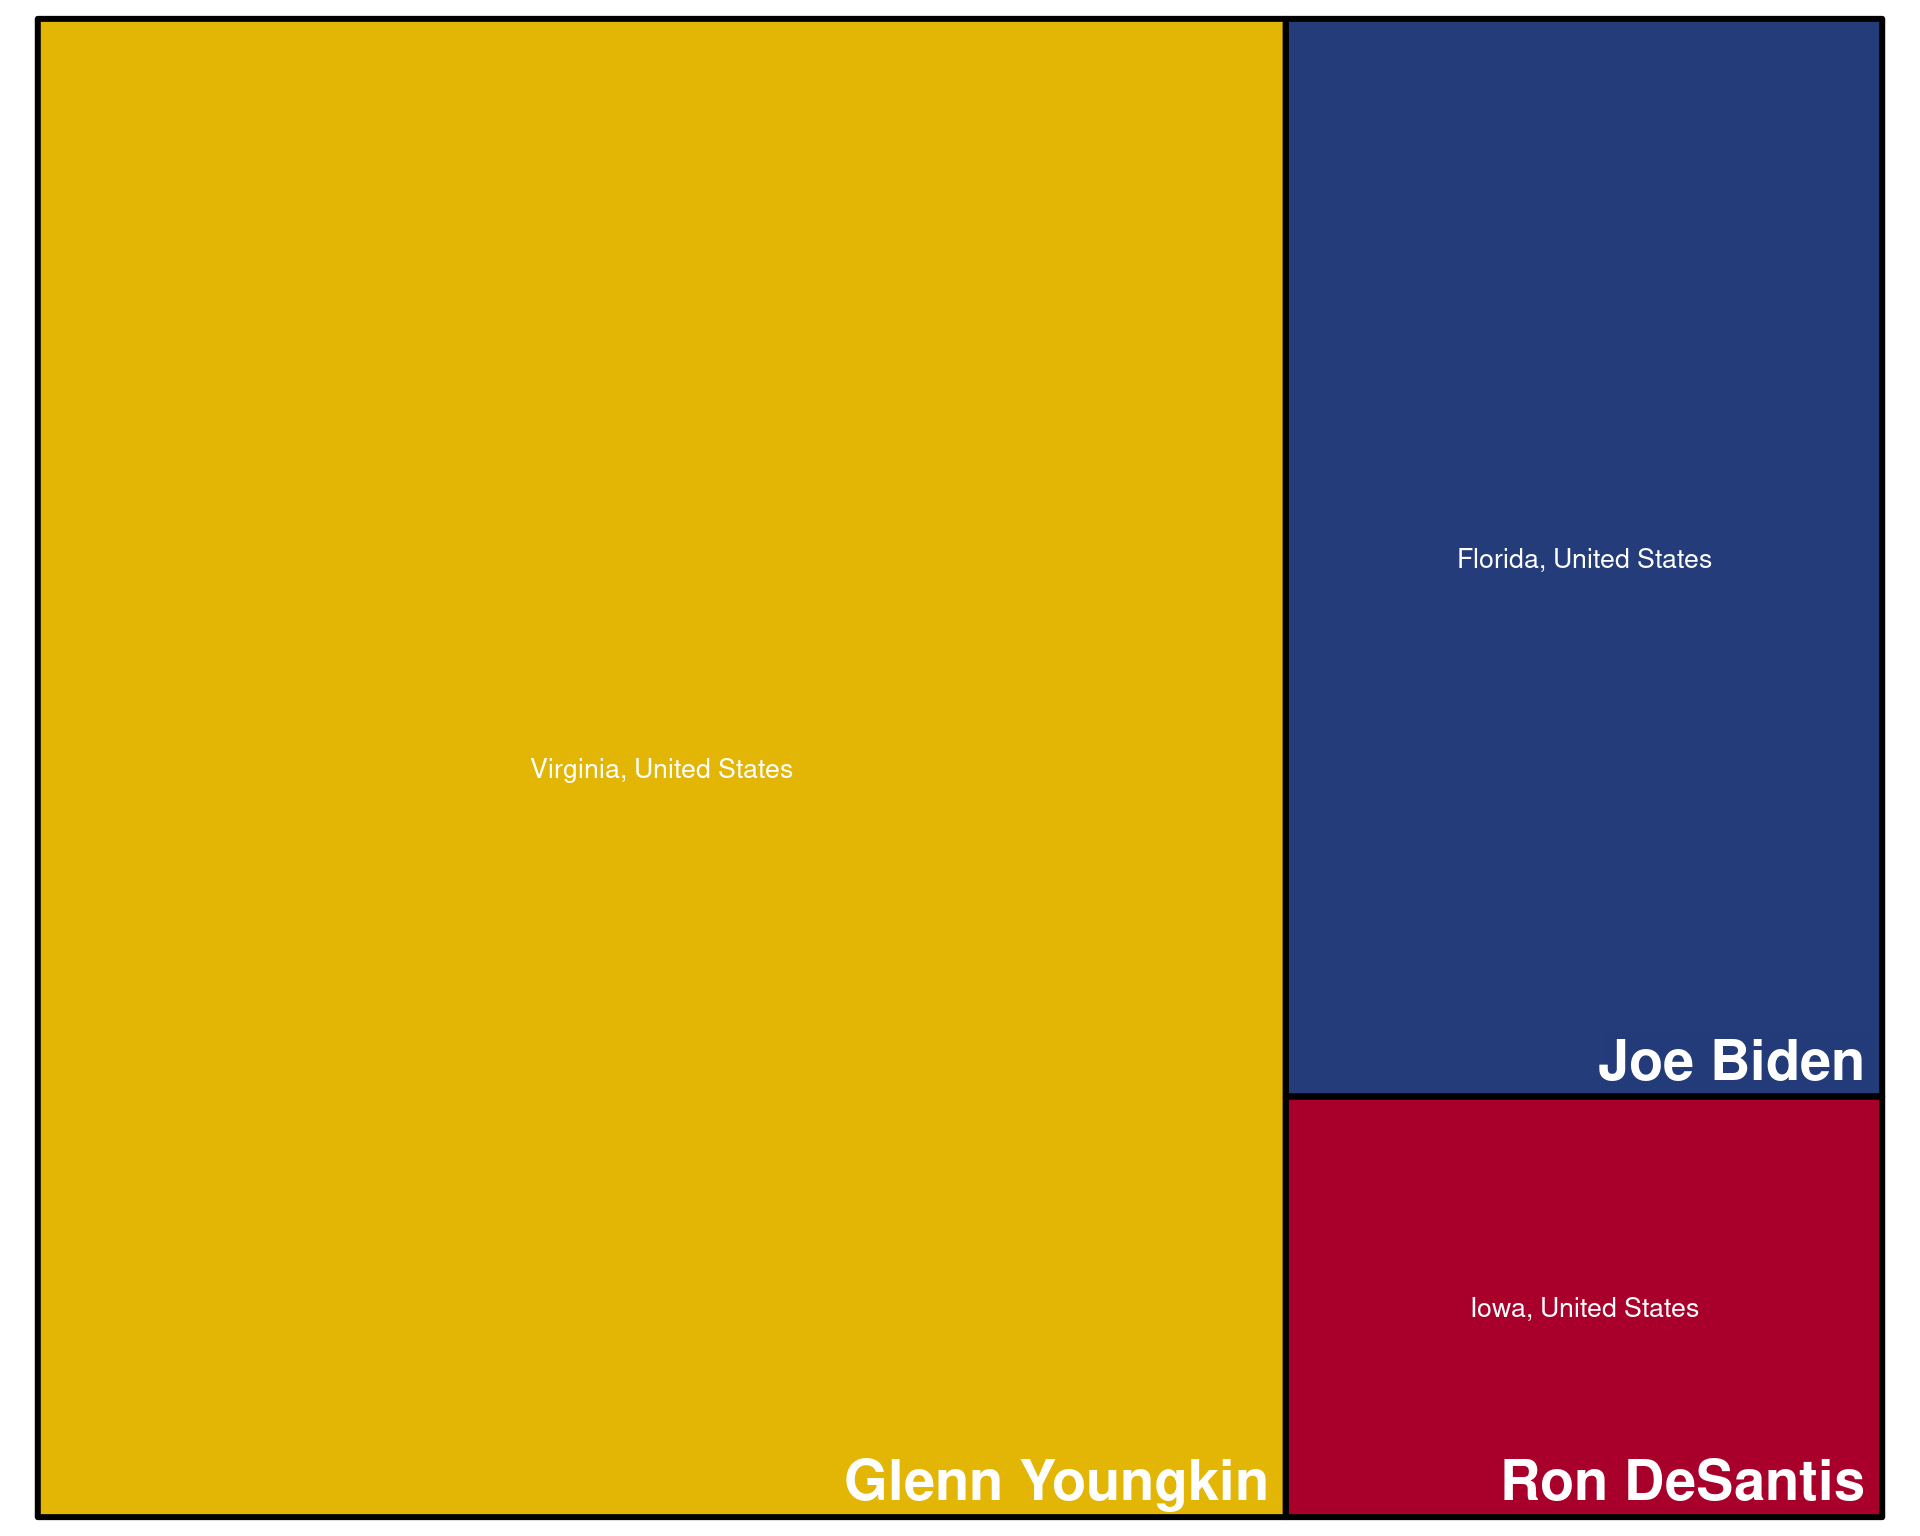 Virginia, United States
Glenn Youngkin
Florida, United States
Joe Biden
Iowa, United States
Ron DeSantis